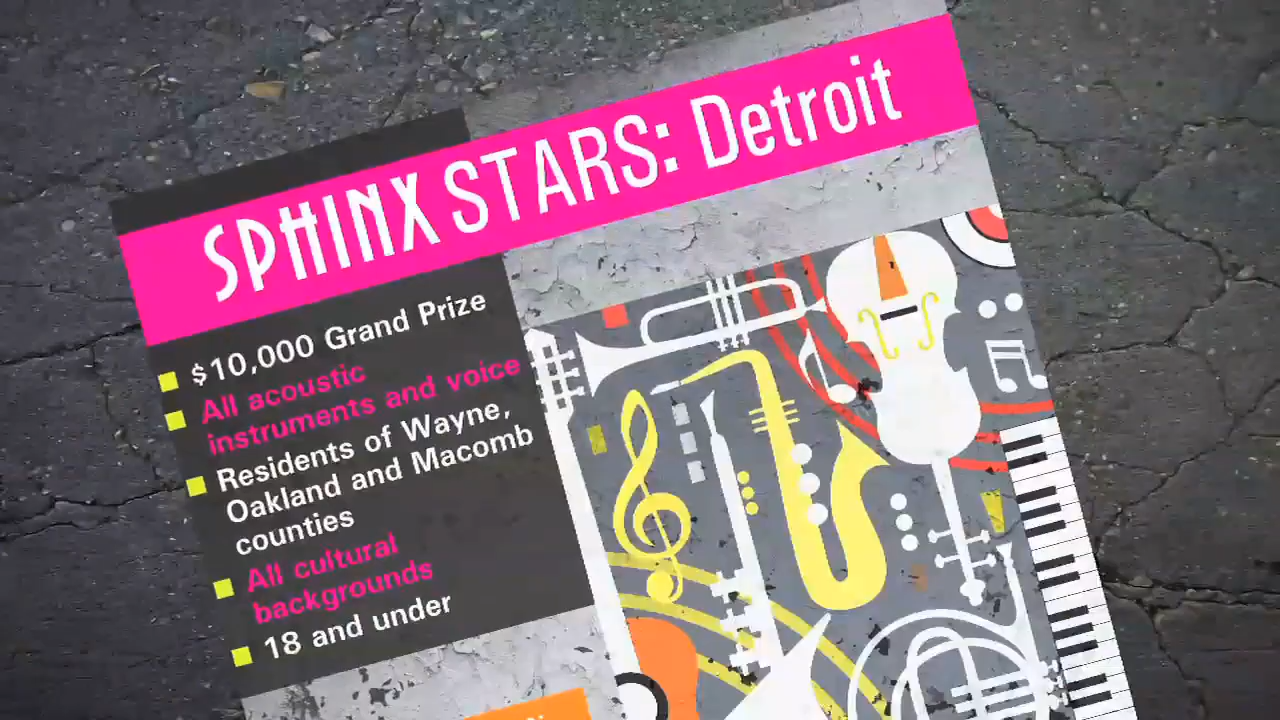 SPHINX STARS: Detroit
$10,000 Grand Prize
All acoustic
instruments and voice
Residents of Wayne,
Oakland and Macomb
counties
All cultural
backgrounds
18 and under